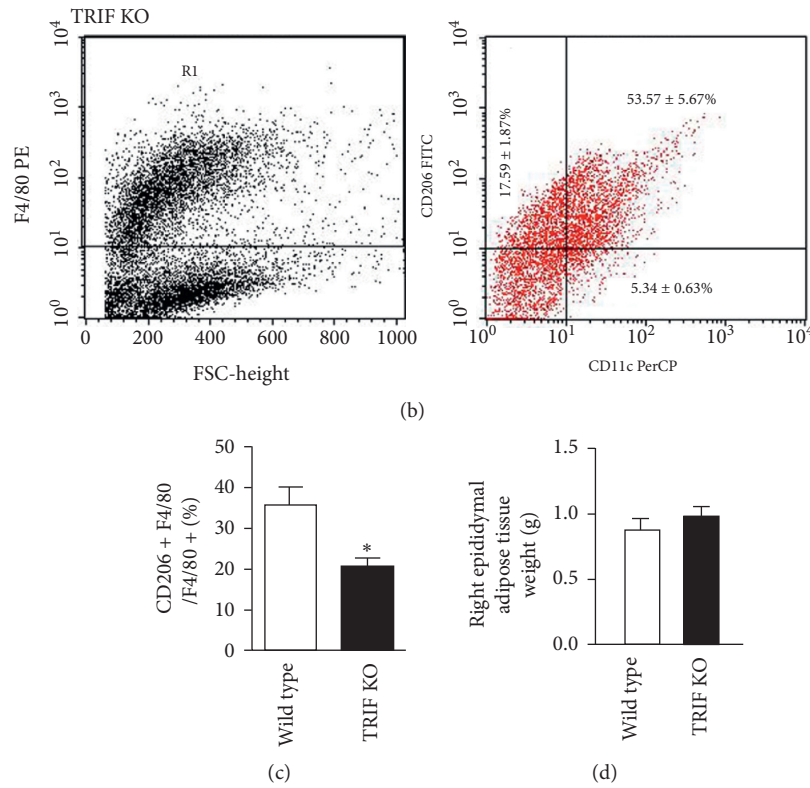 TRIF KO
10^4
10^3
10^2
10^1
10^0
F4/80 PE
R1
0 200 400 600 800 1000
FSC-height
10^4
10^3
10^2
10^1
10^0
CD206 FITC
17.59 ± 1.87%
53.57 ± 5.67%
5.34 ± 0.63%
10^0 10^1 10^2 10^3 10^4
CD11c PerCP
(b)
50
40
30
20
10
0
CD206 + F4/80
/F4/80 + (%)
*
Wild type
TRIF KO
(c)
1.5
1.0
0.5
0.0
Right epididymal
adipose tissue
weight (g)
Wild type
TRIF KO
(d)